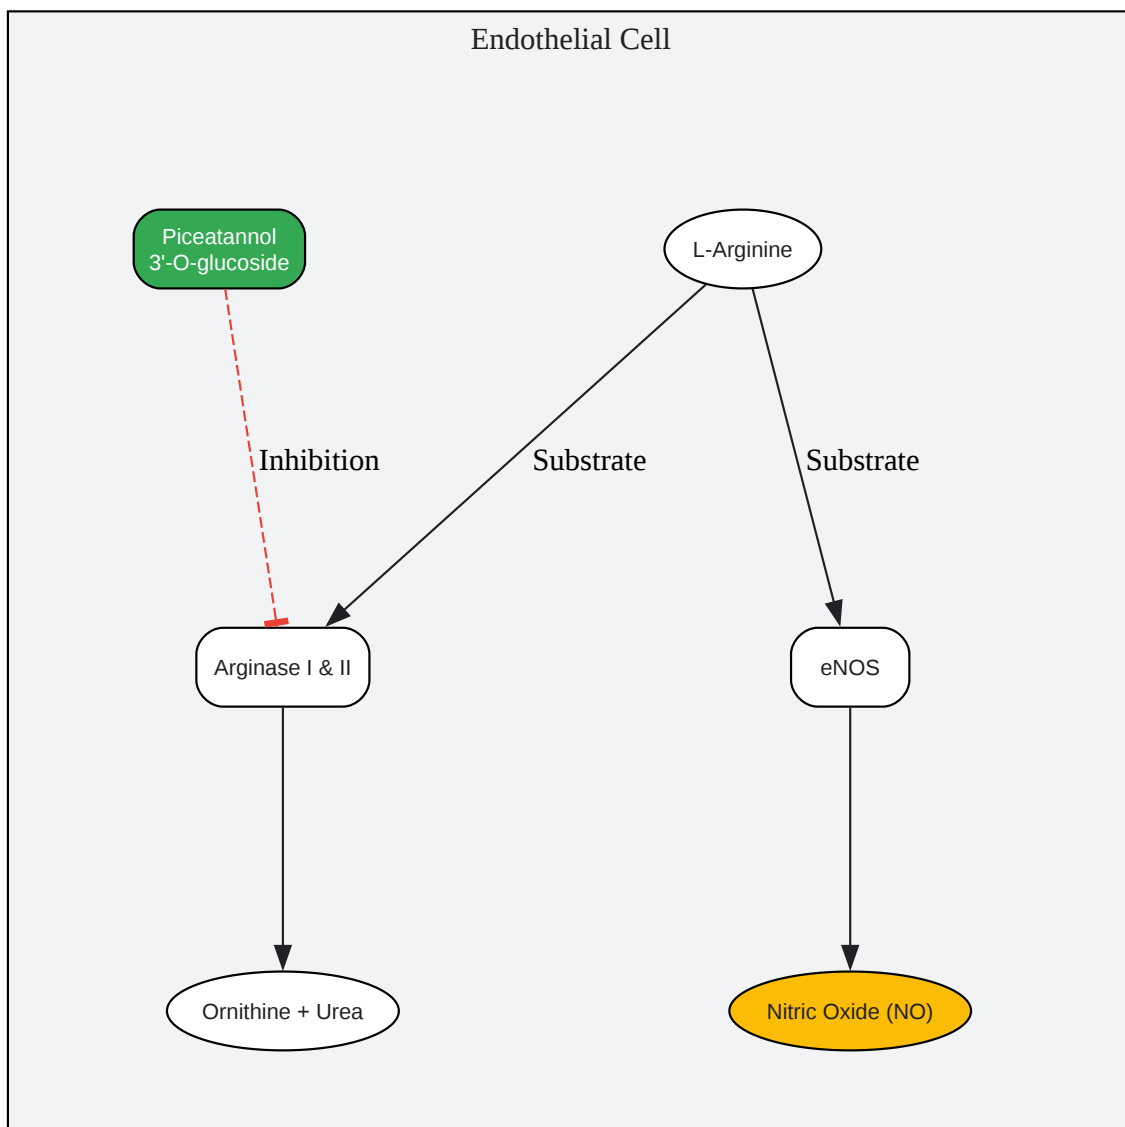 Endothelial Cell
Piceatannol
3'-O-glucoside
L-Arginine
Inhibition
Substrate
Substrate
Arginase I & II
eNOS
Ornithine + Urea
Nitric Oxide (NO)